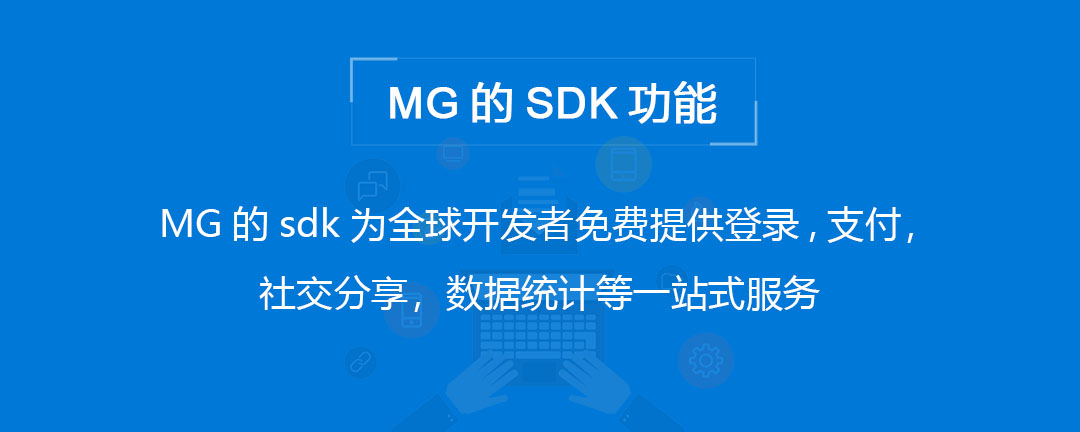 MG 的 SDK 功能
MG 的 sdk 为全球开发者免费提供登录 , 支付 ,
社交分享，数据统计等一站式服务